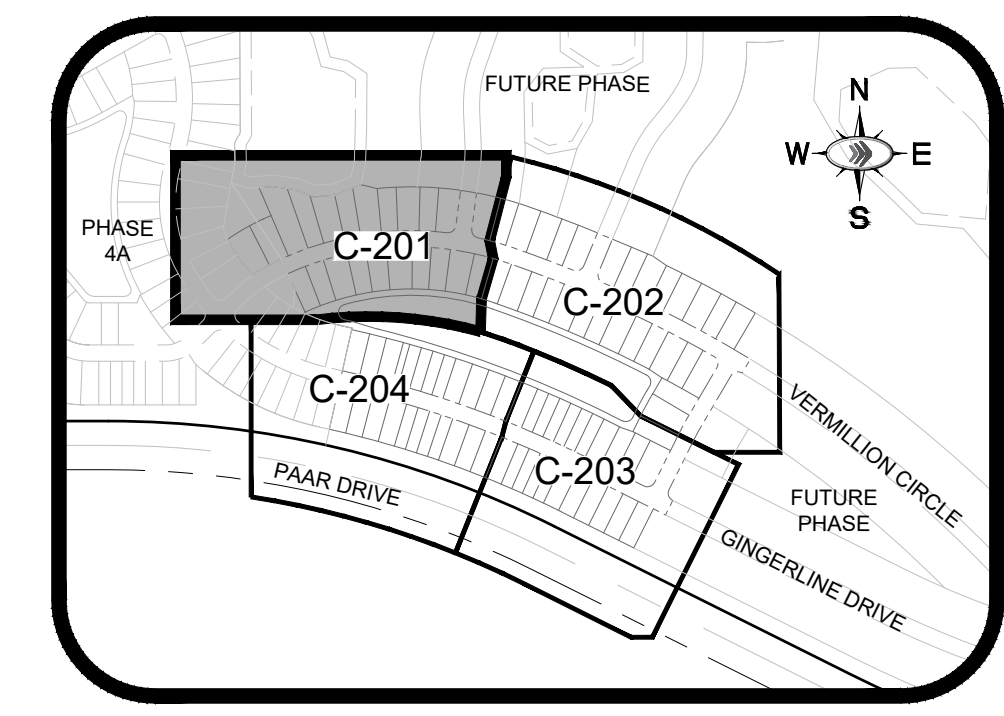 FUTURE PHASE
N
W
E
S
PHASE
4A
C-201
C-202
C-204
C-203
PAAR DRIVE
VERMILLION CIRCLE
FUTURE
PHASE
GINGERLINE DRIVE